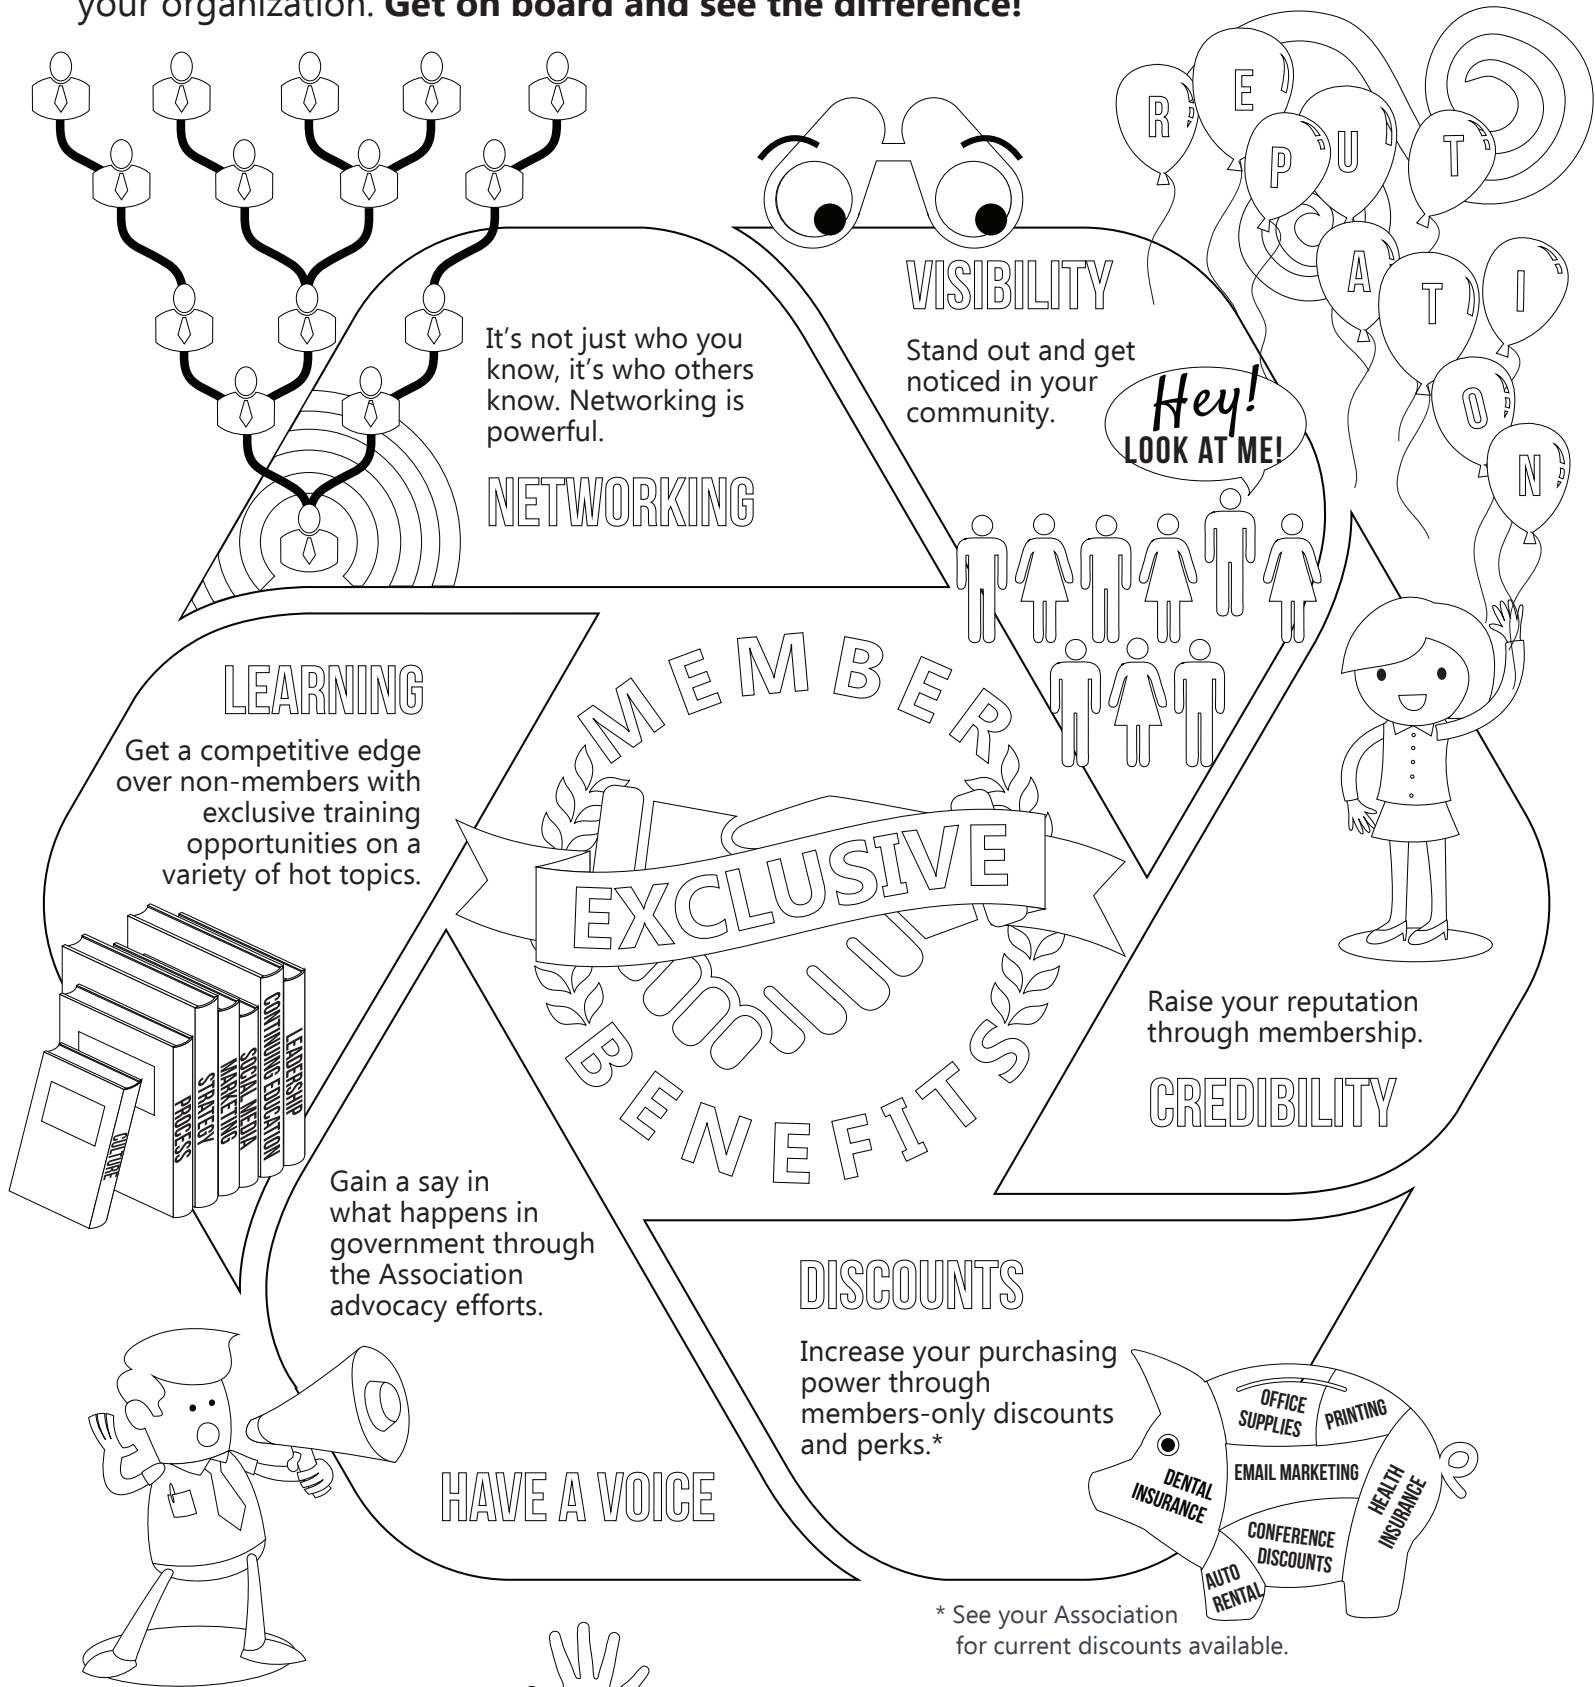 your organization. Get on board and see the difference!
REPUTATION
VISIBILITY
Stand out and get
noticed in your
community.
Hey!
LOOK AT ME!
It's not just who you
know, it's who others
know. Networking is
powerful.
NETWORKING
LEARNING
Get a competitive edge
over non-members with
exclusive training
opportunities on a
variety of hot topics.
CULTURE
PROCESS
STRATEGY
MARKETING
SOCIAL MEDIA
CONTINUING EDUCATION
LEADERSHIP
MEMBER
EXCLUSIVE
BENEFITS
Raise your reputation
through membership.
CREDIBILITY
Gain a say in
what happens in
government through
the Association
advocacy efforts.
HAVE A VOICE
DISCOUNTS
Increase your purchasing
power through
members-only discounts
and perks.*
OFFICE
SUPPLIES
PRINTING
EMAIL MARKETING
DENTAL
INSURANCE
HEALTH
INSURANCE
CONFERENCE
DISCOUNTS
AUTO
RENTAL
* See your Association
for current discounts available.